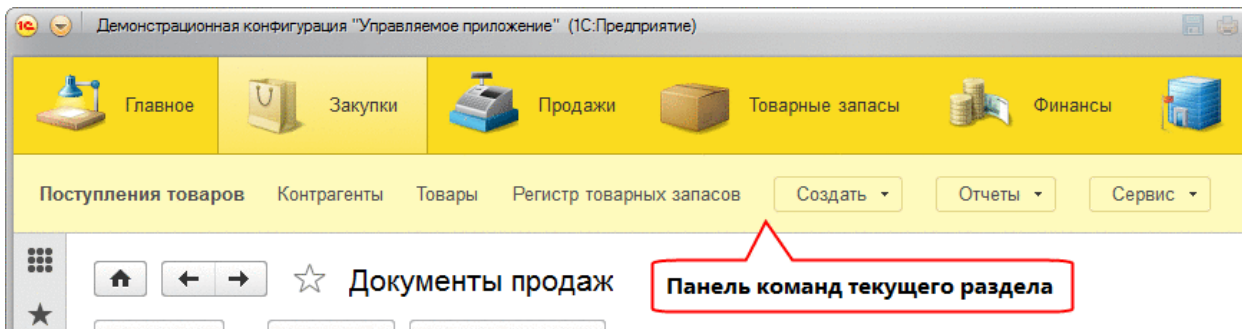 1С Демонстрационная конфигурация "Управляемое приложение" (1С:Предприятие)
Главное Закупки Продажи Товарные запасы Финансы
Поступления товаров Контрагенты Товары Регистр товарных запасов Создать Отчеты Сервис
Документы продаж
Панель команд текущего раздела